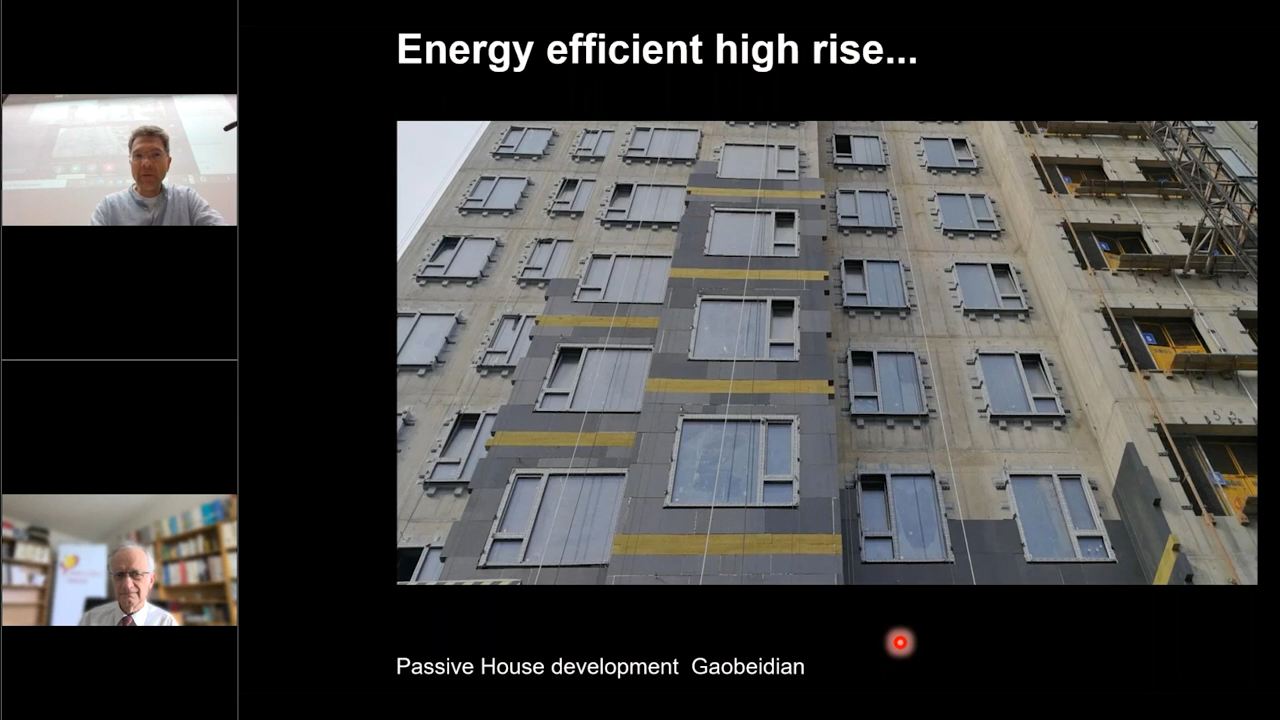 Energy efficient high rise...
Passive House development Gaobeidian